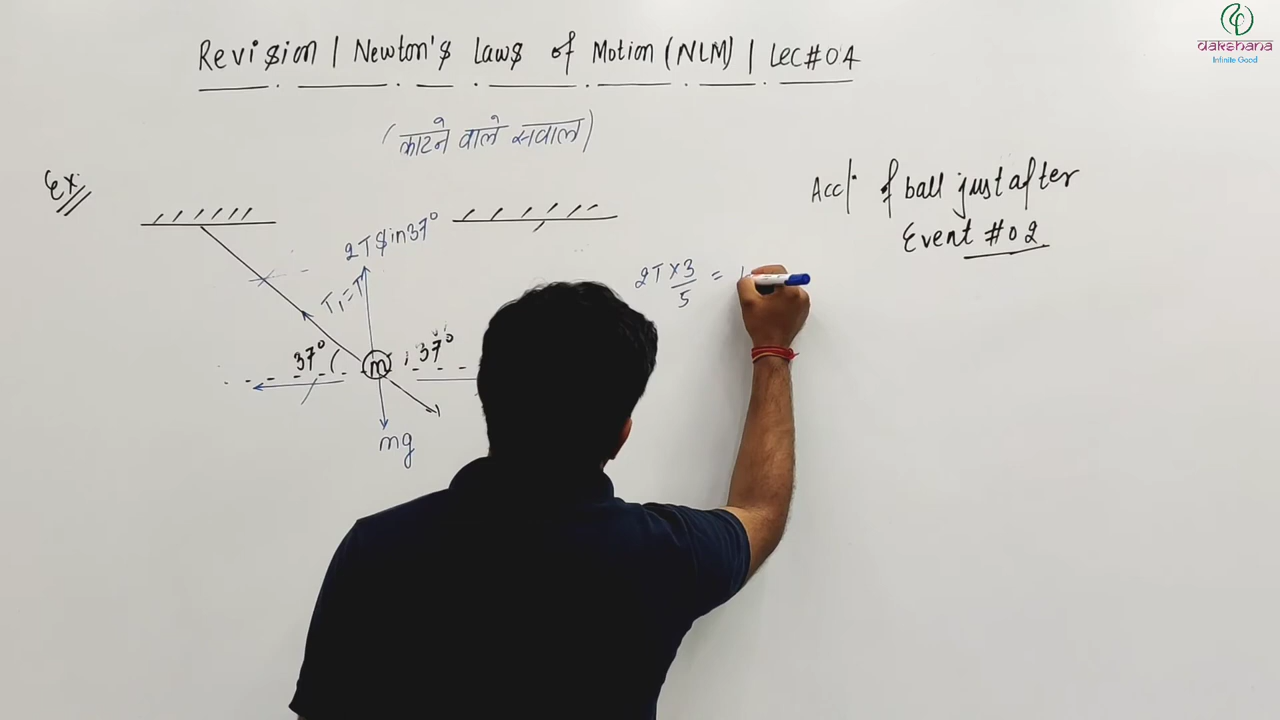 dakshana
Infinite Good
Revision | Newton's Laws of Motion (NLM) | Lec#04
(काटने वाले सवाल)
Ex.
Accⁿ of ball just after
Event #02
2T Sin37°
T₁=T
2T×3/5 =
37°
m
37°
mg